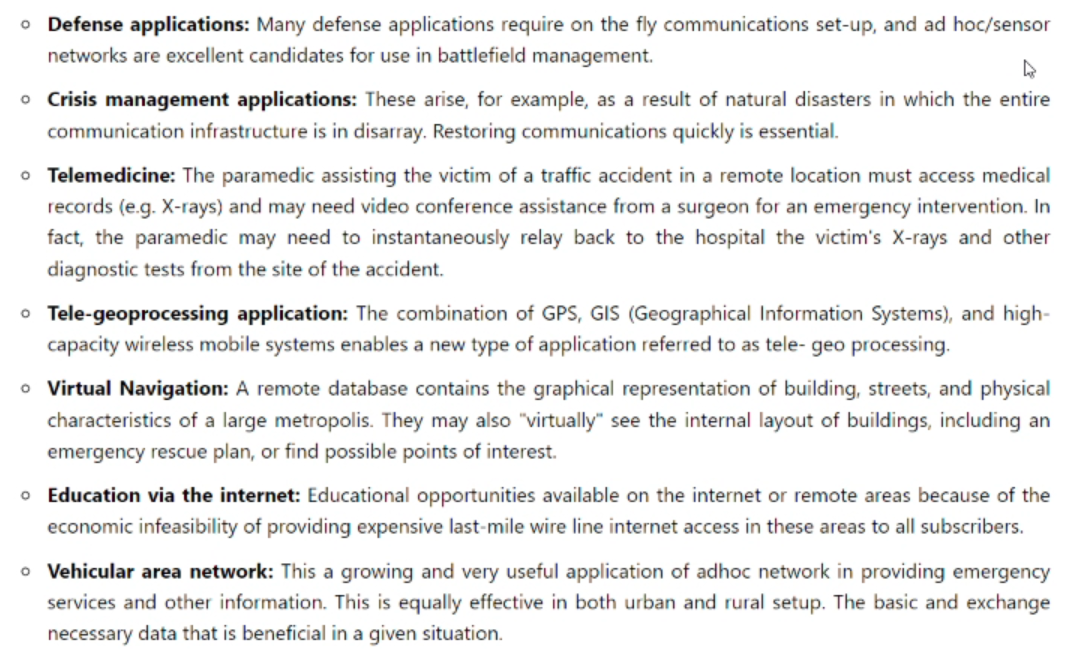 Defense applications: Many defense applications require on the fly communications set-up, and ad hoc/sensor
networks are excellent candidates for use in battlefield management.
Crisis management applications: These arise, for example, as a result of natural disasters in which the entire
communication infrastructure is in disarray. Restoring communications quickly is essential.
Telemedicine: The paramedic assisting the victim of a traffic accident in a remote location must access medical
records (e.g. X-rays) and may need video conference assistance from a surgeon for an emergency intervention. In
fact, the paramedic may need to instantaneously relay back to the hospital the victim's X-rays and other
diagnostic tests from the site of the accident.
Tele-geoprocessing application: The combination of GPS, GIS (Geographical Information Systems), and high-
capacity wireless mobile systems enables a new type of application referred to as tele- geo processing.
Virtual Navigation: A remote database contains the graphical representation of building, streets, and physical
characteristics of a large metropolis. They may also "virtually" see the internal layout of buildings, including an
emergency rescue plan, or find possible points of interest.
Education via the internet: Educational opportunities available on the internet or remote areas because of the
economic infeasibility of providing expensive last-mile wire line internet access in these areas to all subscribers.
Vehicular area network: This a growing and very useful application of adhoc network in providing emergency
services and other information. This is equally effective in both urban and rural setup. The basic and exchange
necessary data that is beneficial in a given situation.